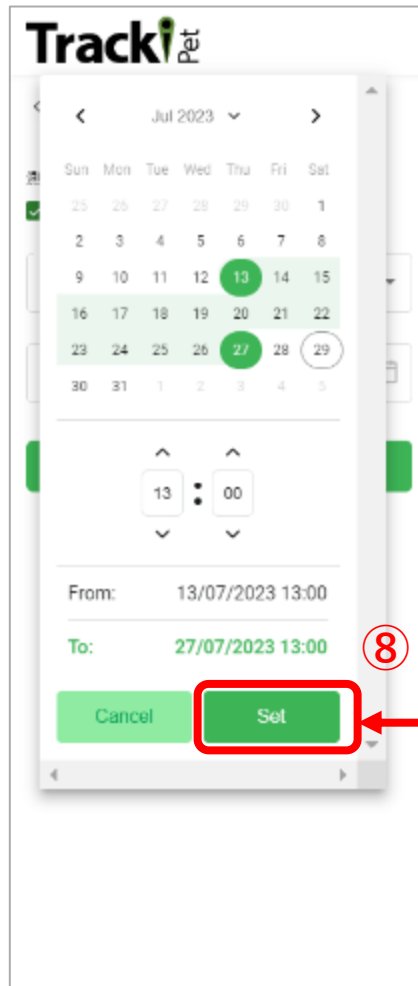 Tracki Pet
Jul 2023
Sun Mon Tue Wed Thu Fri Sat
25 26 27 28 29 30 1
2 3 4 5 6 7 8
9 10 11 12 13 14 15
16 17 18 19 20 21 22
23 24 25 26 27 28 29
30 31 1 2 3 4 5
13 : 00
From: 13/07/2023 13:00
To: 27/07/2023 13:00
⑧
Cancel Set